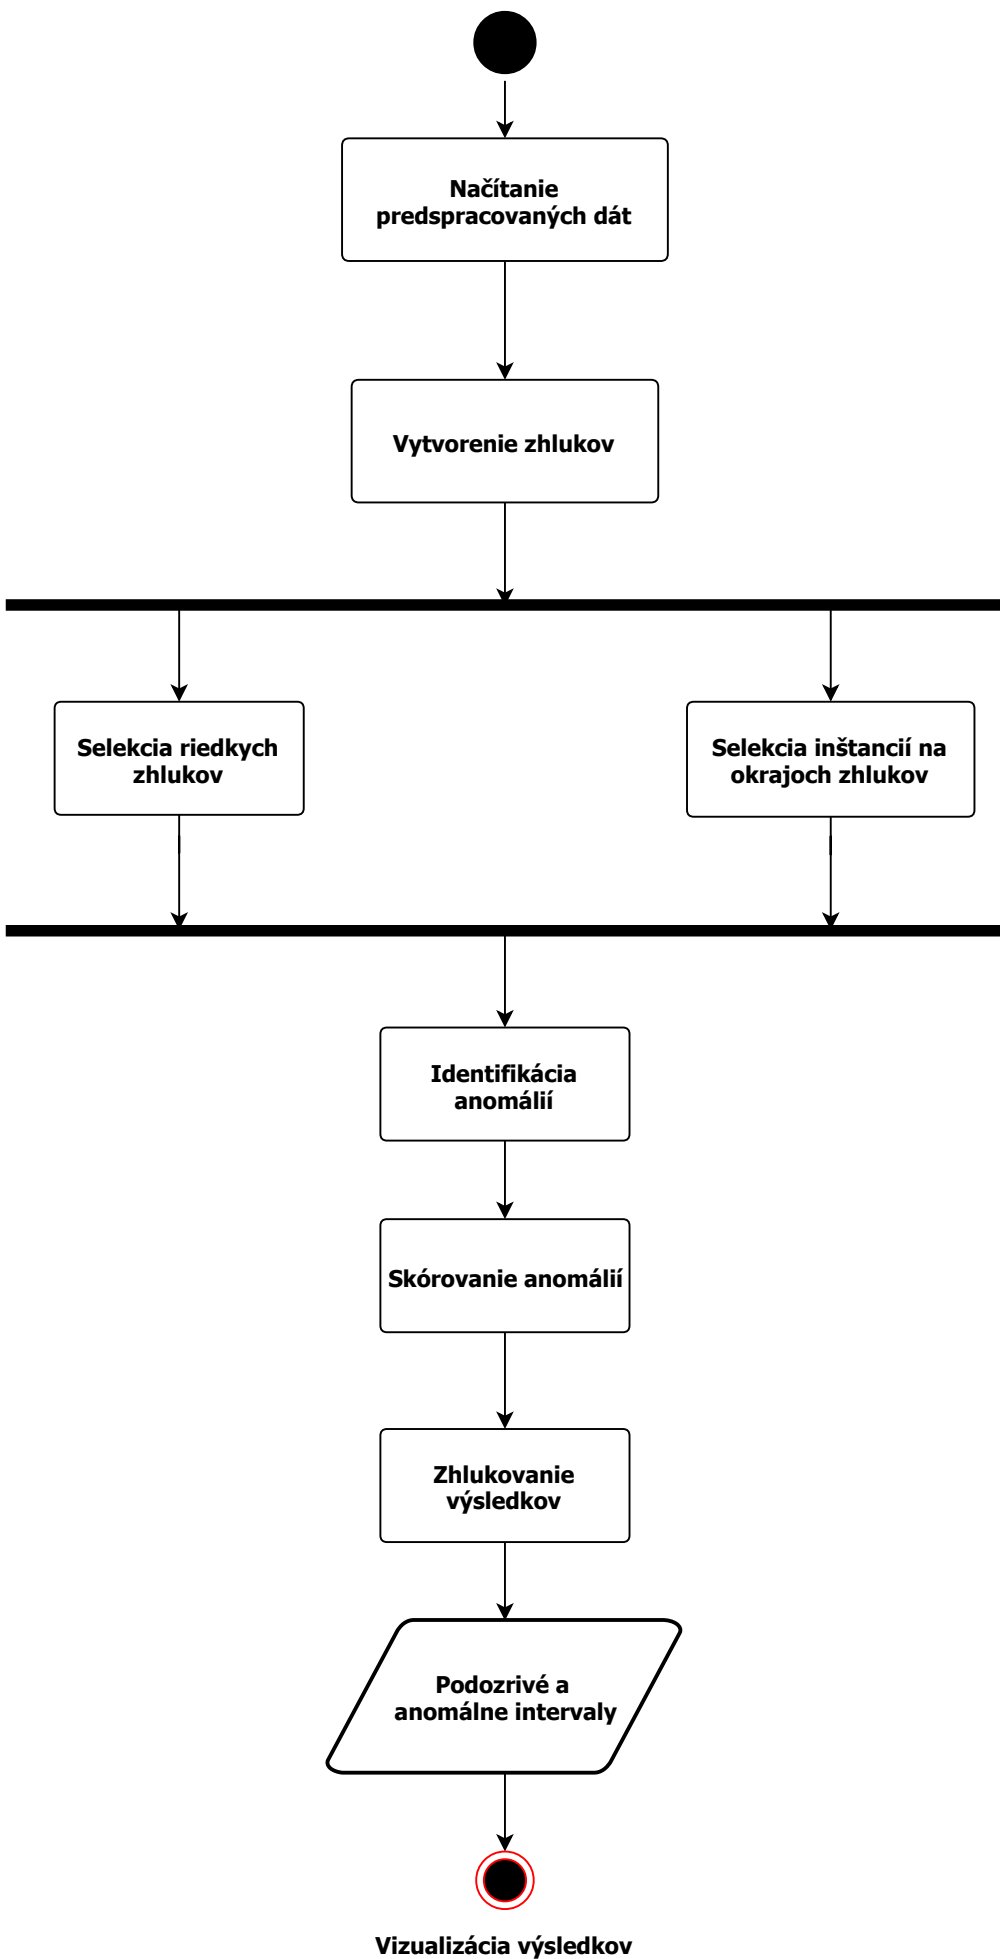 Načítanie
predspracovaných dát
Vytvorenie zhlukov
Selekcia riedkych
zhlukov
Selekcia inštancií na
okrajoch zhlukov
Identifikácia
anomálií
Skórovanie anomálií
Zhlukovanie
výsledkov
Podozrivé a
anomálne intervaly
Vizualizácia výsledkov